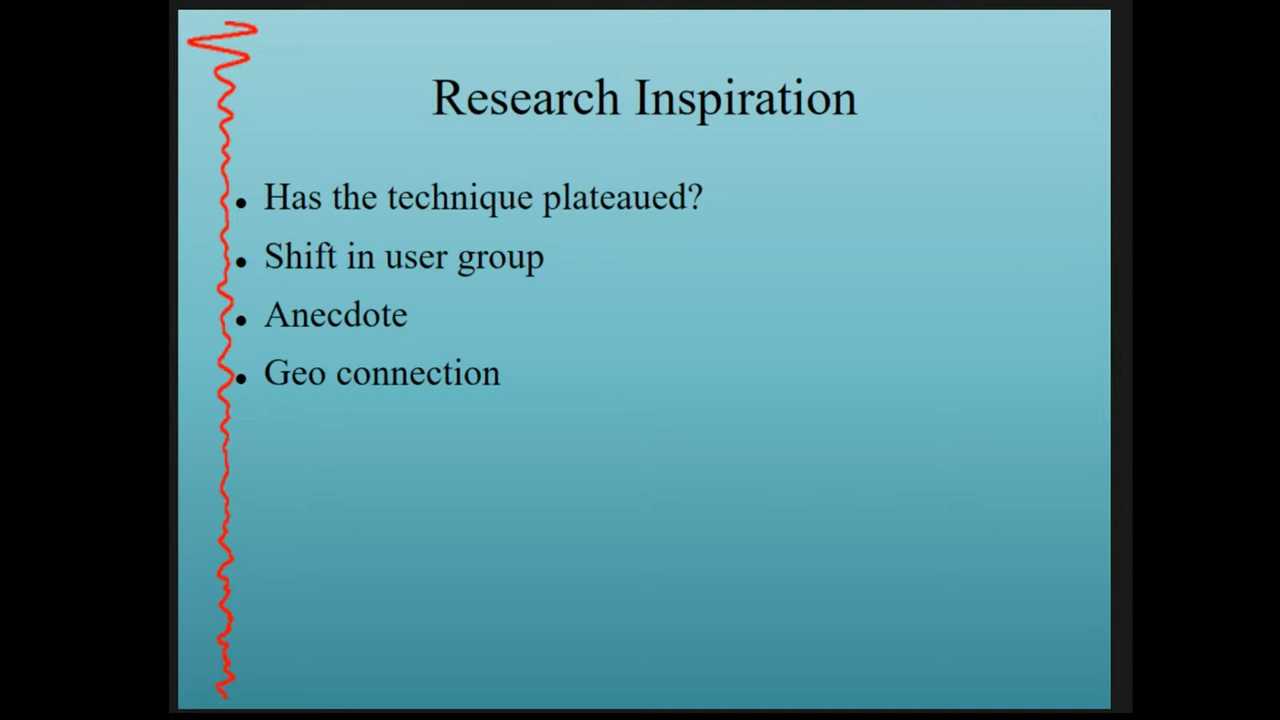 Research Inspiration
• Has the technique plateaued?
• Shift in user group
• Anecdote
• Geo connection